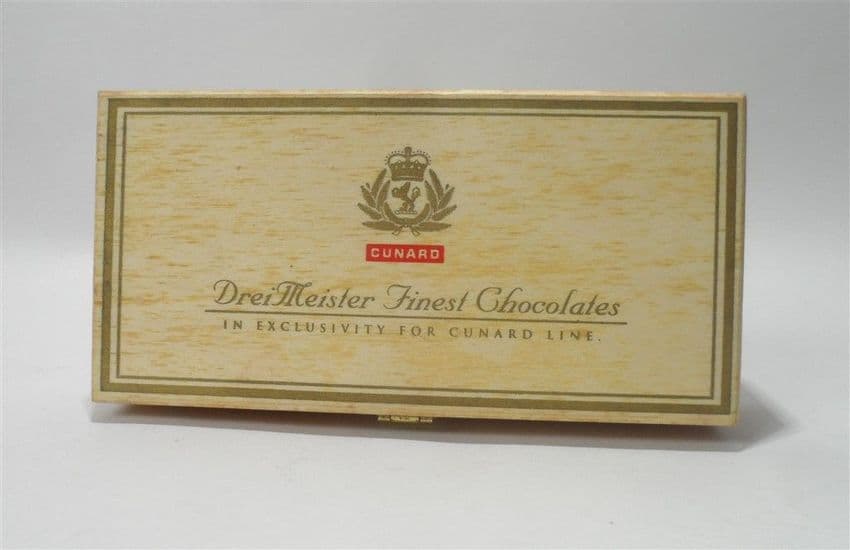 CUNARD
DreiMeister Finest Chocolates
IN EXCLUSIVITY FOR CUNARD LINE.